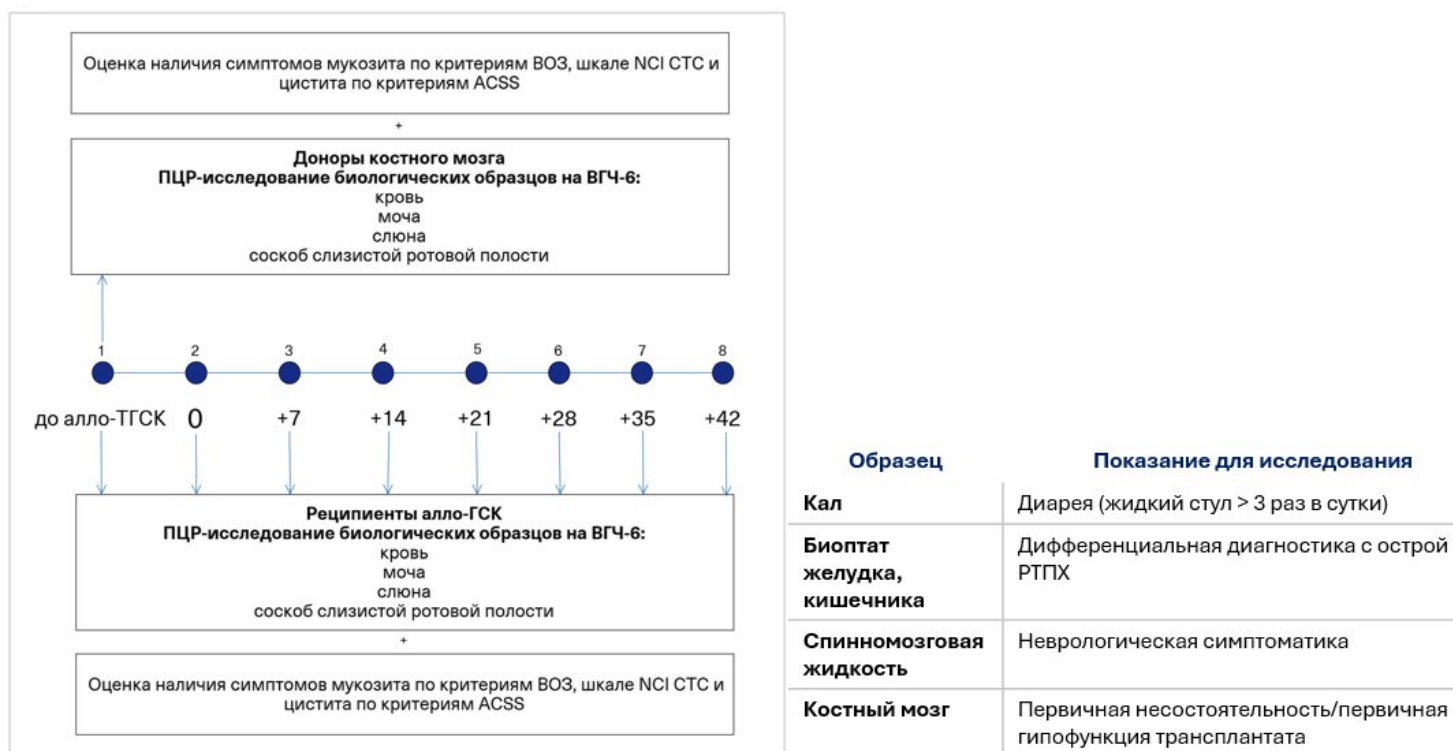 Оценка наличия симптомов мукозита по критериям ВОЗ, шкале NCI CTC и
цистита по критериям ACSS
+
Доноры костного мозга
ПЦР-исследование биологических образцов на ВГЧ-6:
кровь
моча
слюна
соскоб слизистой ротовой полости
1 2 3 4 5 6 7 8
до алло-ТГСК 0 +7 +14 +21 +28 +35 +42
Реципиенты алло-ГСК
ПЦР-исследование биологических образцов на ВГЧ-6:
кровь
моча
слюна
соскоб слизистой ротовой полости
+
Оценка наличия симптомов мукозита по критериям ВОЗ, шкале NCI CTC и
цистита по критериям ACSS
Образец Показание для исследования
Кал Диарея (жидкий стул > 3 раз в сутки)
Биоптат Дифференциальная диагностика с острой
желудка, РТПХ
кишечника
Спинномозговая Неврологическая симптоматика
жидкость
Костный мозг Первичная несостоятельность/первичная
гипофункция трансплантата